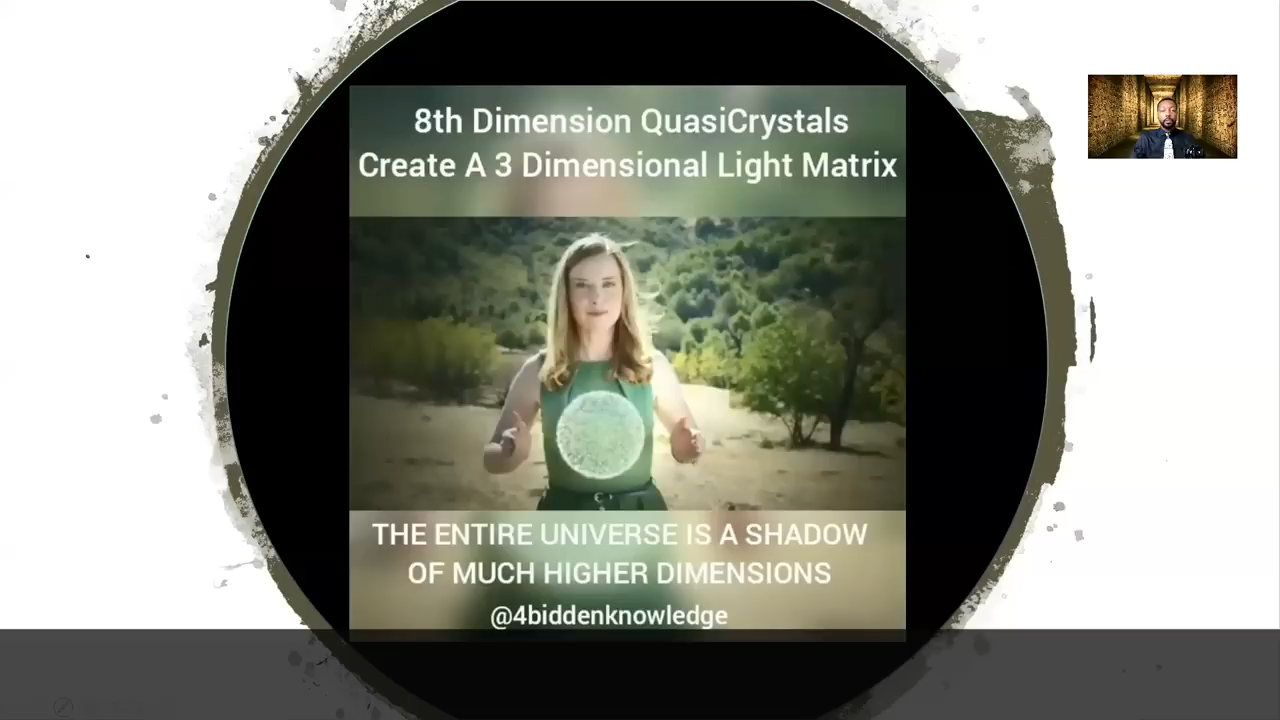 8th Dimension QuasiCrystals
Create A 3 Dimensional Light Matrix
THE ENTIRE UNIVERSE IS A SHADOW
OF MUCH HIGHER DIMENSIONS
@4biddenknowledge